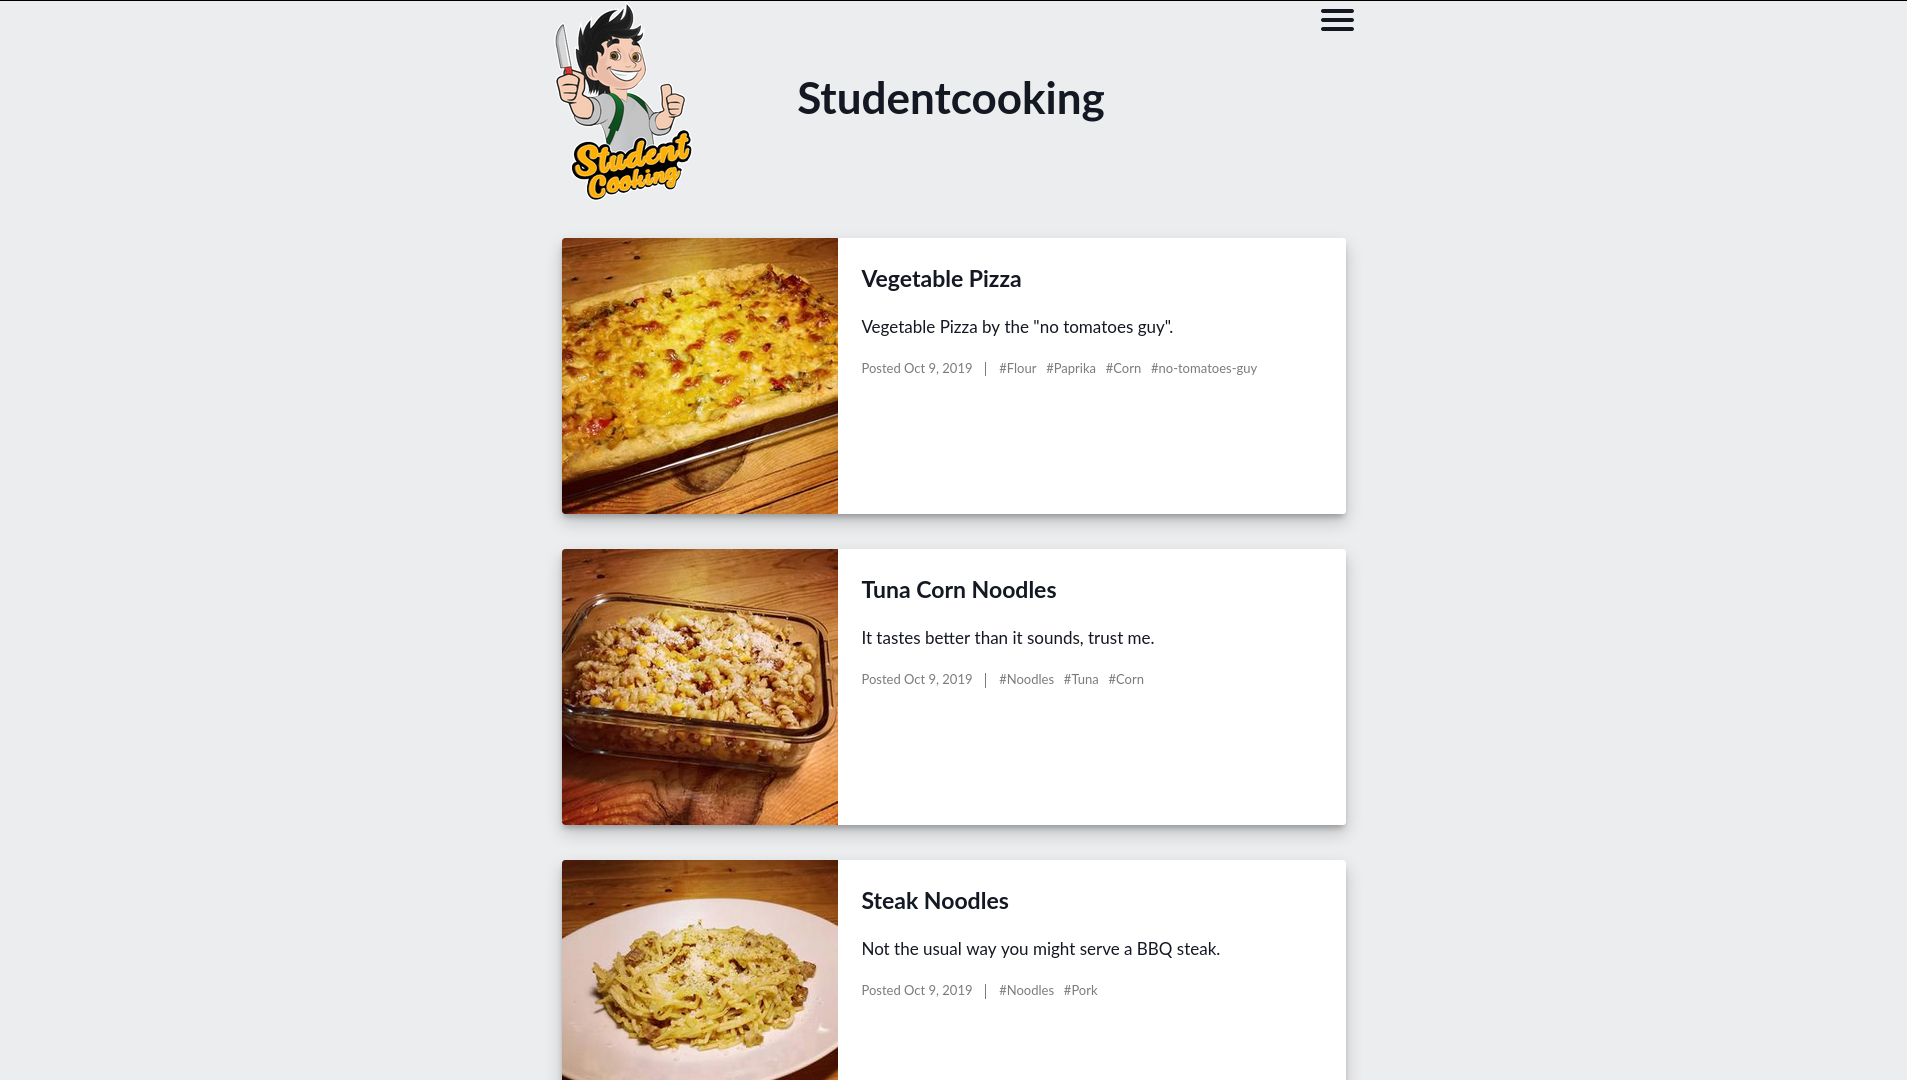 Student
Cooking
Studentcooking
Vegetable Pizza
Vegetable Pizza by the "no tomatoes guy".
Posted Oct 9, 2019 | #Flour #Paprika #Corn #no-tomatoes-guy
Tuna Corn Noodles
It tastes better than it sounds, trust me.
Posted Oct 9, 2019 | #Noodles #Tuna #Corn
Steak Noodles
Not the usual way you might serve a BBQ steak.
Posted Oct 9, 2019 | #Noodles #Pork